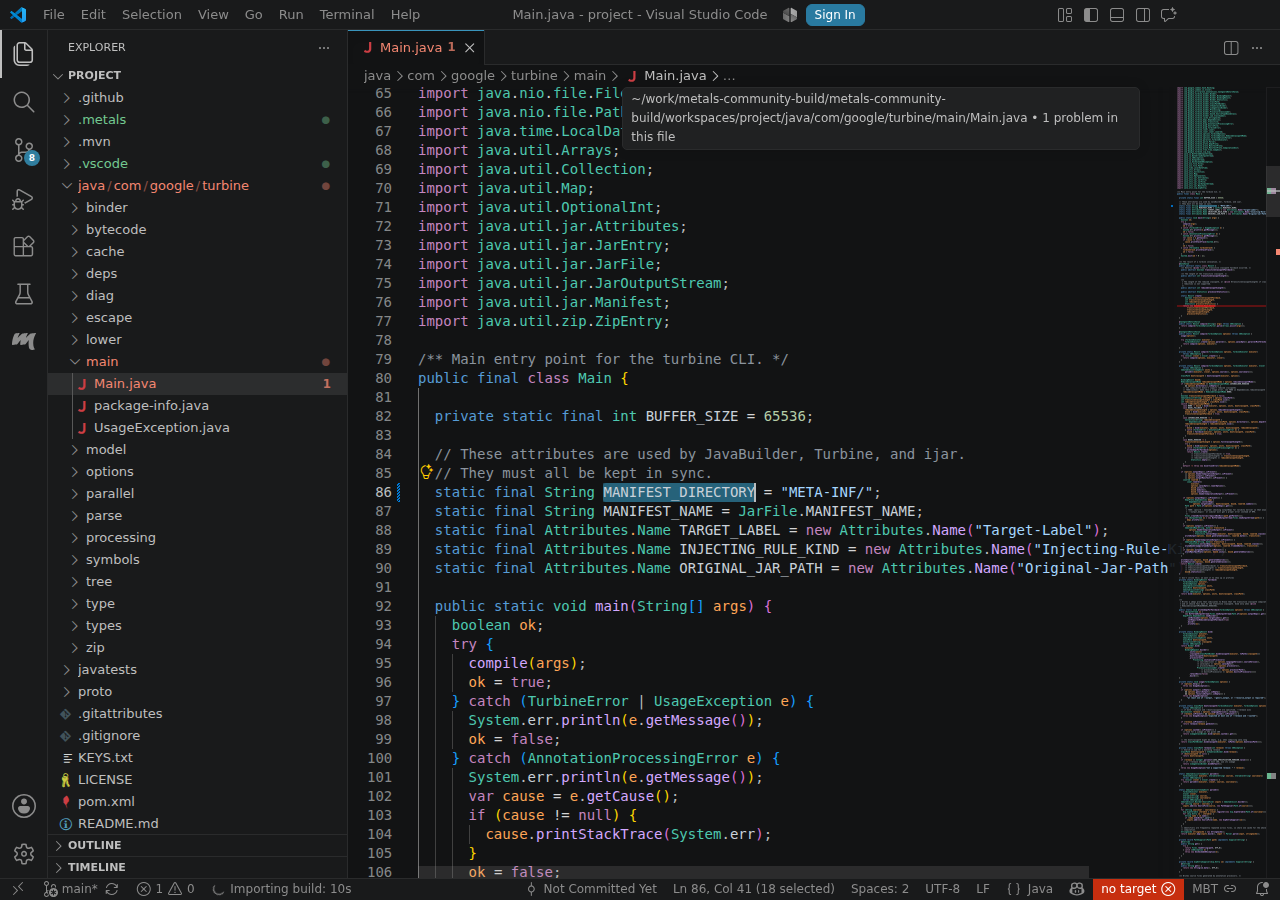 File Edit Selection View Go Run Terminal Help Main.java - project - Visual Studio Code Sign In
EXPLORER
PROJECT
.github
.metals
.mvn
.vscode
java/com/google/turbine
binder
bytecode
cache
deps
diag
escape
lower
main
Main.java 1
package-info.java
UsageException.java
model
options
parallel
parse
processing
symbols
tree
type
types
zip
javatests
proto
.gitattributes
.gitignore
KEYS.txt
LICENSE
pom.xml
README.md
OUTLINE
TIMELINE
8
Main.java 1
java > com > google > turbine > main > Main.java > ...
~/work/metals-community-build/metals-community-
build/workspaces/project/java/com/google/turbine/main/Main.java • 1 problem in
this file
65 import java.nio.file.File
66 import java.nio.file.Path
67 import java.time.LocalDa
68 import java.util.Arrays;
69 import java.util.Collection;
70 import java.util.Map;
71 import java.util.OptionalInt;
72 import java.util.jar.Attributes;
73 import java.util.jar.JarEntry;
74 import java.util.jar.JarFile;
75 import java.util.jar.JarOutputStream;
76 import java.util.jar.Manifest;
77 import java.util.zip.ZipEntry;
78
79 /** Main entry point for the turbine CLI. */
80 public final class Main {
81
82 private static final int BUFFER_SIZE = 65536;
83
84 // These attributes are used by JavaBuilder, Turbine, and ijar.
85 // They must all be kept in sync.
86 static final String MANIFEST_DIRECTORY = "META-INF/";
87 static final String MANIFEST_NAME = JarFile.MANIFEST_NAME;
88 static final Attributes.Name TARGET_LABEL = new Attributes.Name("Target-Label");
89 static final Attributes.Name INJECTING_RULE_KIND = new Attributes.Name("Injecting-Rule-K
90 static final Attributes.Name ORIGINAL_JAR_PATH = new Attributes.Name("Original-Jar-Path
91
92 public static void main(String[] args) {
93 boolean ok;
94 try {
95 compile(args);
96 ok = true;
97 } catch (TurbineError | UsageException e) {
98 System.err.println(e.getMessage());
99 ok = false;
100 } catch (AnnotationProcessingError e) {
101 System.err.println(e.getMessage());
102 var cause = e.getCause();
103 if (cause != null) {
104 cause.printStackTrace(System.err);
105 }
106 ok = false;
main* 1 0 Importing build: 10s Not Committed Yet Ln 86, Col 41 (18 selected) Spaces: 2 UTF-8 LF { } Java no target MBT